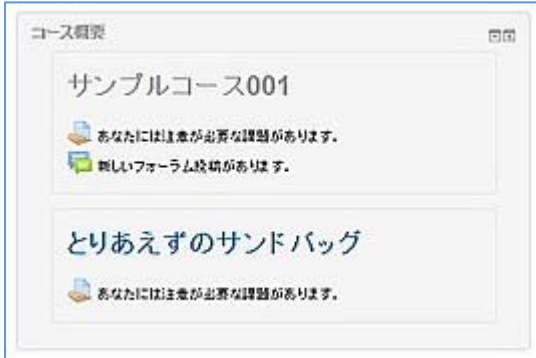 コース概要
サンプルコース001
あなたには注意が必要な課題があります。
新しいフォーラム投稿があります。
とりあえずのサンドバッグ
あなたには注意が必要な課題があります。